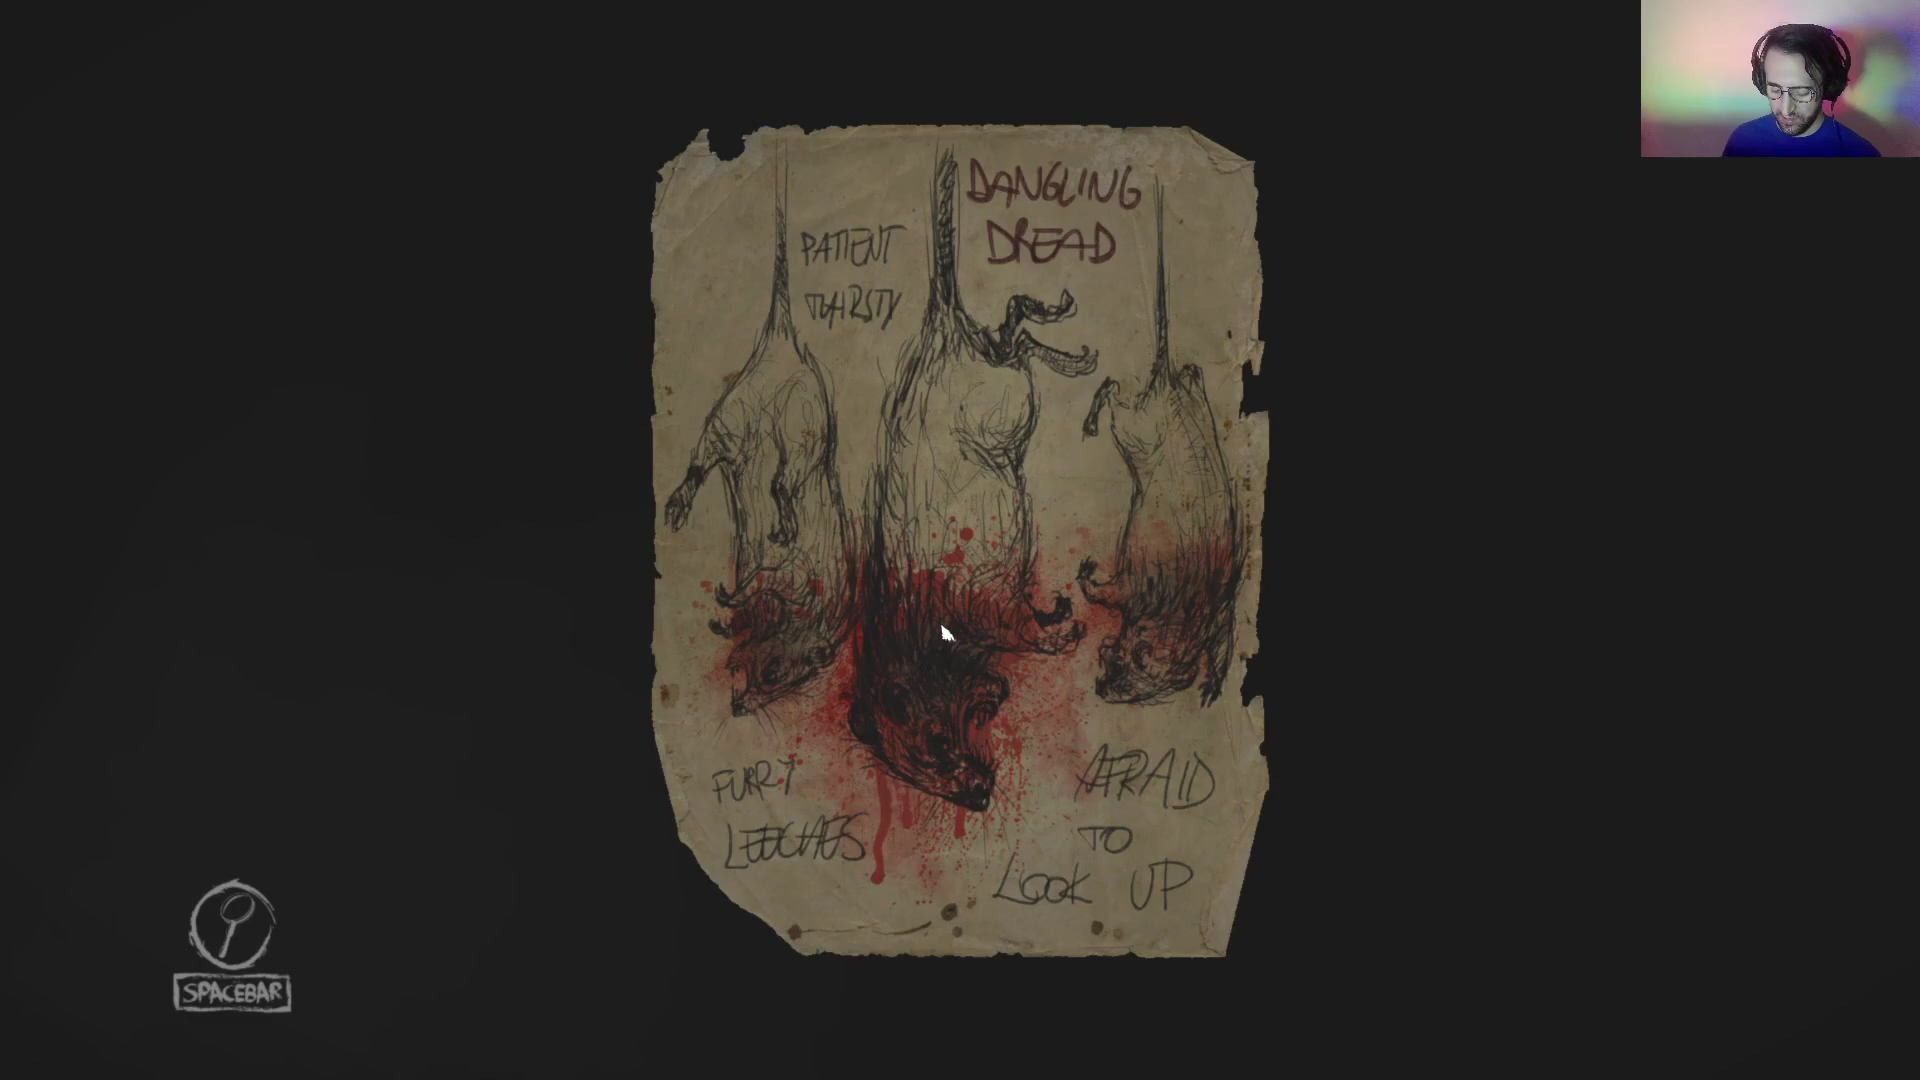 DANGLING
DREAD
PATIENT
THIRSTY
FURRY
LEECHES
AFRAID
TO
LOOK UP
SPACEBAR